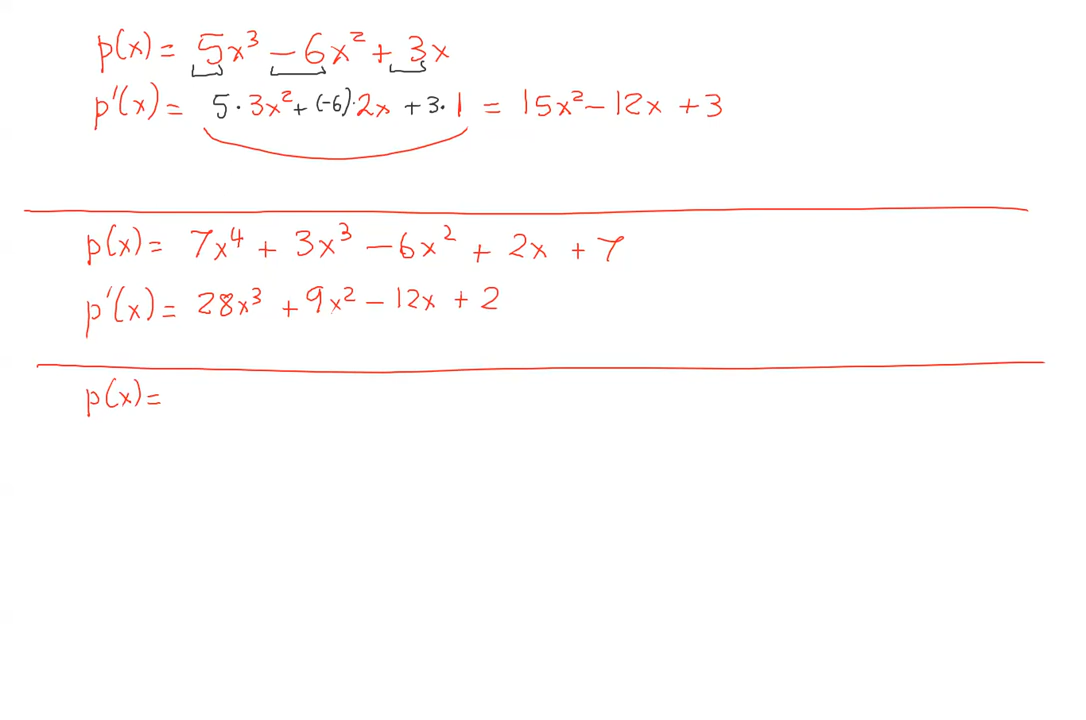 p(x) = 5x³ − 6x² + 3x
p'(x) = 5 · 3x² + (−6) · 2x + 3 · 1 = 15x² − 12x + 3
p(x) = 7x⁴ + 3x³ − 6x² + 2x + 7
p'(x) = 28x³ + 9x² − 12x + 2
p(x) =